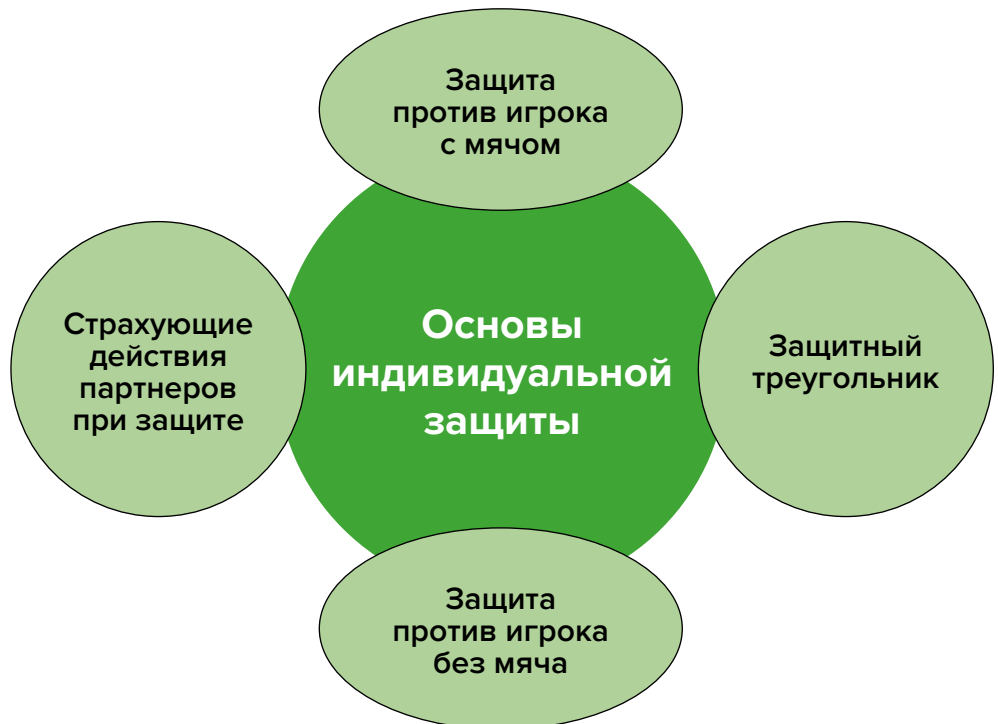 Защита
против игрока
с мячом
Страхующие
действия
партнеров
при защите
Основы
индивидуальной
защиты
Защитный
треугольник
Защита
против игрока
без мяча